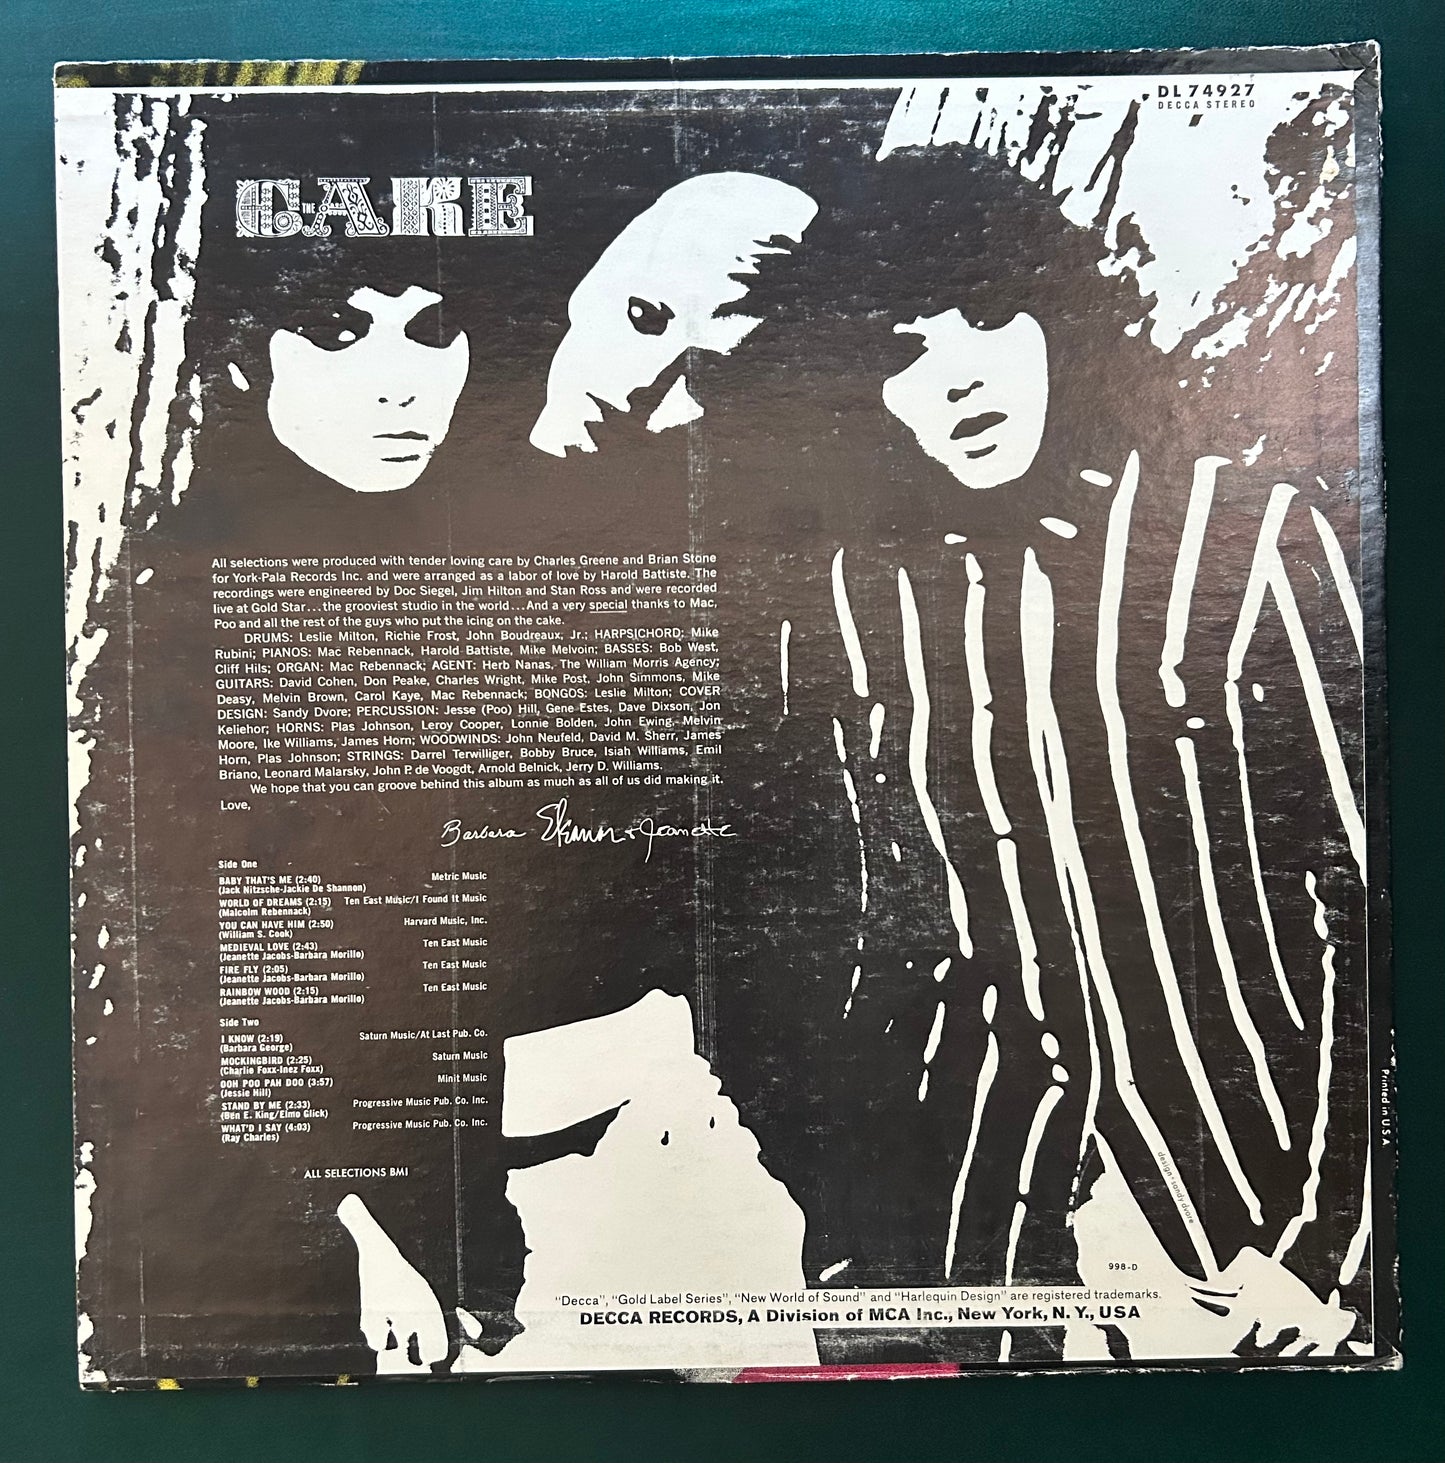 DL 74927
DECCA STEREO
THE CAKE
All selections were produced with tender loving care by Charles Greene and Brian Stone
for York-Pala Records Inc. and were arranged as a labor of love by Harold Battiste. The
recordings were engineered by Doc Siegel, Jim Hilton and Stan Ross and were recorded
live at Gold Star...the grooviest studio in the world...And a very special thanks to Mac,
Poo and all the rest of the guys who put the icing on the cake.
DRUMS: Leslie Milton, Richie Frost, John Boudreaux, Jr.; HARPSICHORD: Mike
Rubini; PIANOS: Mac Rebennack, Harold Battiste, Mike Melvoin; BASSES: Bob West,
Cliff Hils; ORGAN: Mac Rebennack; AGENT: Herb Nanas, The William Morris Agency;
GUITARS: David Cohen, Don Peake, Charles Wright, Mike Post, John Simmons, Mike
Deasy, Melvin Brown, Carol Kaye, Mac Rebennack; BONGOS: Leslie Milton; COVER
DESIGN: Sandy Dvore; PERCUSSION: Jesse (Poo) Hill, Gene Estes, Dave Dixson, Jon
Keliehor; HORNS: Plas Johnson, Leroy Cooper, Lonnie Bolden, John Ewing, Melvin
Moore, Ike Williams, James Horn; WOODWINDS: John Neufeld, David M. Sherr, James
Horn, Plas Johnson; STRINGS: Darrel Terwilliger, Bobby Bruce, Isiah Williams, Emil
Briano, Leonard Malarsky, John P. de Voogdt, Arnold Belnick, Jerry D. Williams.
We hope that you can groove behind this album as much as all of us did making it.
Love,
Barbara Eleanor + Jeanette
Side One
BABY THAT'S ME (2:40) Metric Music
(Jack Nitzsche-Jackie De Shannon)
WORLD OF DREAMS (2:15) Ten East Music/I Found It Music
(Malcolm Rebennack)
YOU CAN HAVE HIM (2:50) Harvard Music, Inc.
(William S. Cook)
MEDIEVAL LOVE (2:43) Ten East Music
(Jeanette Jacobs-Barbara Morillo)
FIRE FLY (2:05) Ten East Music
(Jeanette Jacobs-Barbara Morillo)
RAINBOW WOOD (2:15) Ten East Music
(Jeanette Jacobs-Barbara Morillo)
Side Two
I KNOW (2:19) Saturn Music/At Last Pub. Co.
(Barbara George)
MOCKINGBIRD (2:25) Saturn Music
(Charlie Foxx-Inez Foxx)
OOH POO PAH DOO (3:57) Minit Music
(Jessie Hill)
STAND BY ME (2:33) Progressive Music Pub. Co. Inc.
(Ben E. King/Elmo Glick)
WHAT'D I SAY (4:03) Progressive Music Pub. Co. Inc.
(Ray Charles)
ALL SELECTIONS BMI
Printed in USA
design • sandy dvore
998-D
"Decca", "Gold Label Series", "New World of Sound" and "Harlequin Design" are registered trademarks.
DECCA RECORDS, A Division of MCA Inc., New York, N. Y., USA